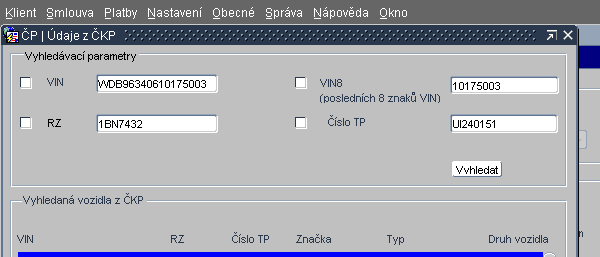 Klient Smlouva Platby Nastavení Obecné Správa Nápověda Okno
ČP | Údaje z ČKP
Vyhledávací parametry
VIN WDB96340610175003 VIN8 10175003
(posledních 8 znaků VIN)
RZ 1BN7432 Číslo TP UI240151
Vyhledat
Vyhledaná vozidla z ČKP
VIN RZ Číslo TP Značka Typ Druh vozidla